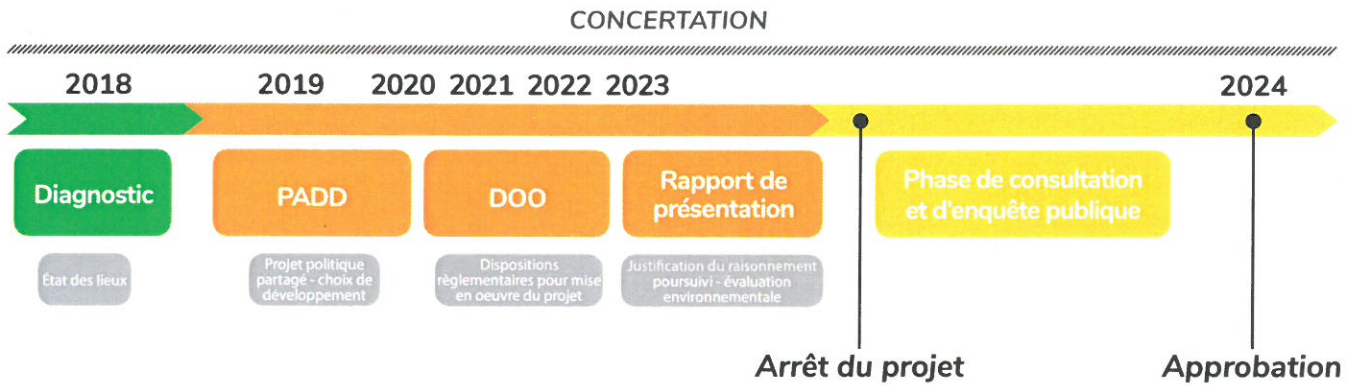 CONCERTATION
2018
2019
2020
2021
2022
2023
2024
Diagnostic
PADD
DOO
Rapport de
présentation
Phase de consultation
et d'enquête publique
État des lieux
Projet politique
partagé - choix de
développement
Dispositions
règlementaires pour mise
en oeuvre du projet
Justification du raisonnement
poursuivi - évaluation
environnementale
Arrêt du projet
Approbation